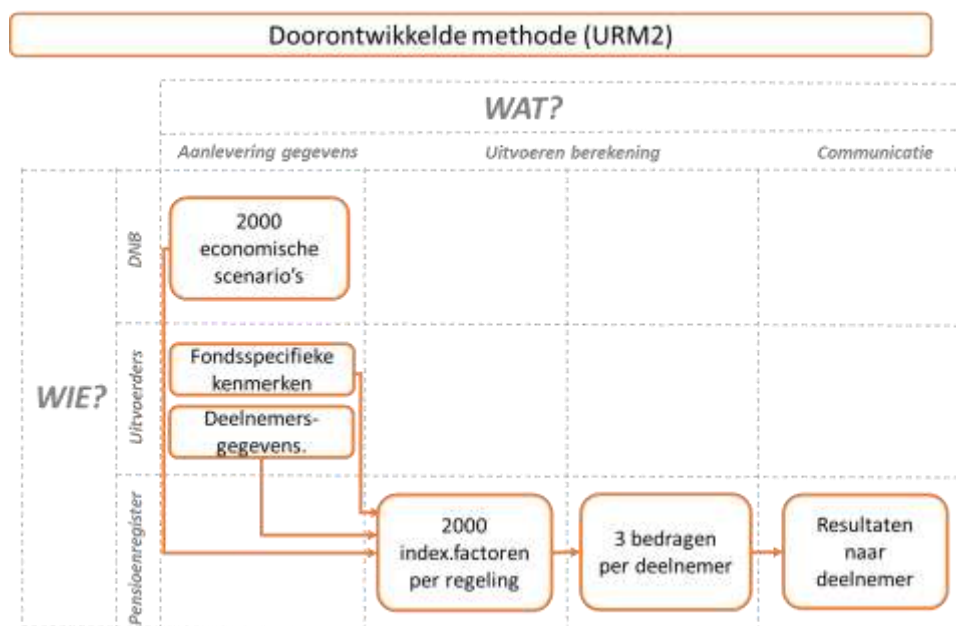 Doorontwikkelde methode (URM2)
WAT?
Aanlevering gegevens
Uitvoeren berekening
Communicatie
WIE?
DNB
2000
economische
scenario's
Uitvoerders
Fondsspecifieke
kenmerken
Deelnemers-
gegevens.
Pensioenregister
2000
index.factoren
per regeling
3 bedragen
per deelnemer
Resultaten
naar
deelnemer